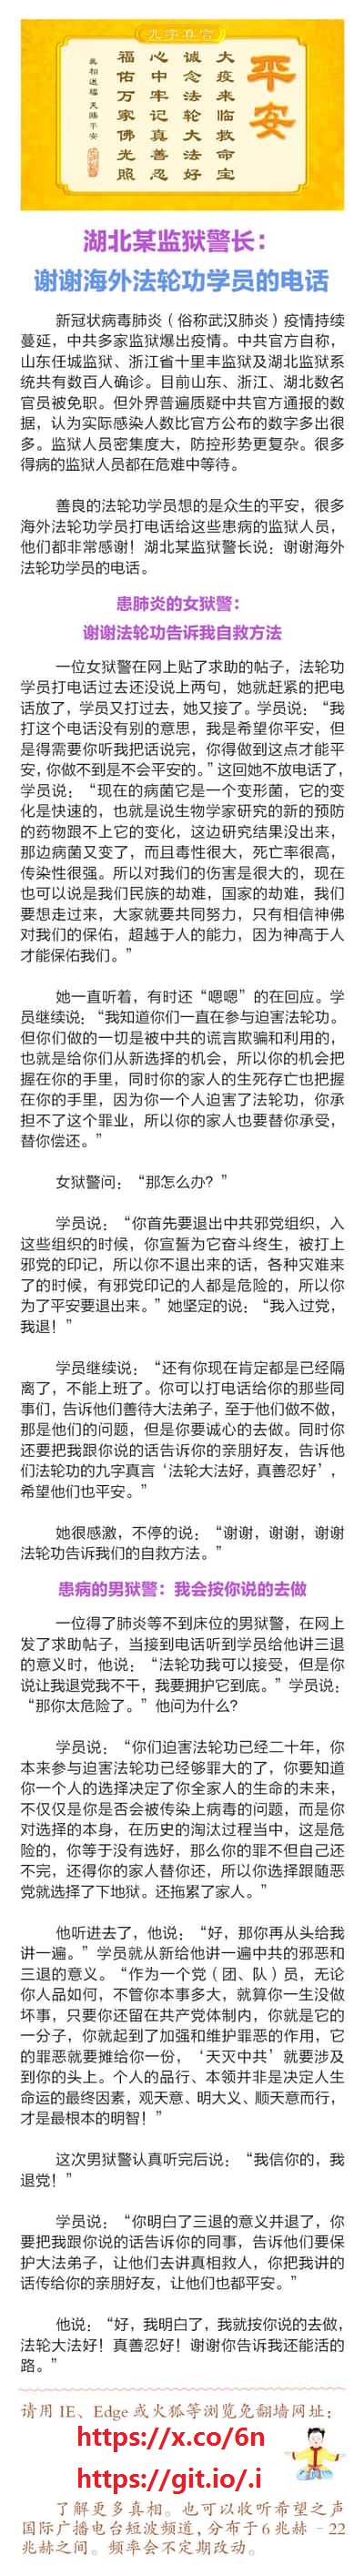 九字真言
平安
大疫来临救命宝
诚念法轮大法好
心中牢记真善忍
福佑万家佛光照
真相送福 天赐平安
湖北某监狱警长：
谢谢海外法轮功学员的电话
新冠状病毒肺炎（俗称武汉肺炎）疫情持续
蔓延，中共多家监狱爆出疫情。中共官方自称，
山东任城监狱、浙江省十里丰监狱及湖北监狱系
统共有数百人确诊。目前山东、浙江、湖北数名
官员被免职。但外界普遍质疑中共官方通报的数
据，认为实际感染人数比官方公布的数字多出很
多。监狱人员密集度大，防控形势更复杂。很多
得病的监狱人员都在危难中等待。
善良的法轮功学员想的是众生的平安，很多
海外法轮功学员打电话给这些患病的监狱人员，
他们都非常感谢！湖北某监狱警长说：谢谢海外
法轮功学员的电话。
患肺炎的女狱警：
谢谢法轮功告诉我自救方法
一位女狱警在网上贴了求助的帖子，法轮功
学员打电话过去还没说上两句，她就赶紧的把电
话放了，学员又打过去，她又接了。学员说：“我
打这个电话没有别的意思，我是希望你平安，但
是得需要你听我把话说完，你得做到这点才能平
安，你做不到是不会平安的。”这回她不放电话了，
学员说：“现在的病菌它是一个变形菌，它的变
化是快速的，也就是说生物学家研究的新的预防
的药物跟不上它的变化，这边研究结果没出来，
那边病菌又变了，而且毒性很大，死亡率很高，
传染性很强。所以对我们的伤害是很大的，现在
也可以说是我们民族的劫难，国家的劫难，我们
要想走过来，大家就要共同努力，只有相信神佛
对我们的保佑，超越于人的能力，因为神高于人
才能保佑我们。”
她一直听着，有时还“嗯嗯”的在回应。学
员继续说：“我知道你们一直在参与迫害法轮功。
但你们做的一切是被中共的谎言欺骗和利用的，
也就是给你们从新选择的机会，所以你的机会把
握在你的手里，同时你的家人的生死存亡也把握
在你的手里，因为你一个人迫害了法轮功，你承
担不了这个罪业，所以你的家人也要替你承受，
替你偿还。”
女狱警问：“那怎么办？”
学员说：“你首先要退出中共邪党组织，入
这些组织的时候，你宣誓为它奋斗终生，被打上
邪党的印记，所以你不退出来的话，各种灾难来
了的时候，有邪党印记的人都是危险的，所以你
为了平安要退出来。”她坚定的说：“我入过党，
我退！”
学员继续说：“还有你现在肯定都是已经隔
离了，不能上班了。你可以打电话给你的那些同
事们，告诉他们善待大法弟子，至于他们做不做，
那是他们的问题，但是你要诚心的去做。同时你
还要把我跟你说的话告诉你的亲朋好友，告诉他
们法轮功的九字真言‘法轮大法好，真善忍好’，
希望他们也平安。”
她很感激，不停的说：“谢谢，谢谢，谢谢
法轮功告诉我们的自救方法。”
患病的男狱警：我会按你说的去做
一位得了肺炎等不到床位的男狱警，在网上
发了求助帖子，当接到电话听到学员给他讲三退
的意义时，他说：“法轮功我可以接受，但是你
说让我退党我不干，我要拥护它到底。”学员说：
“那你太危险了。”他问为什么？
学员说：“你们迫害法轮功已经二十年，你
本来参与迫害法轮功已经够罪大的了，你要知道
你一个人的选择决定了你全家人的生命的未来，
不仅仅是你是否会被传染上病毒的问题，而是你
对选择的本身，在历史的淘汰过程当中，这是危
险的，你等于没有选好，那么你的罪不但自己还
不完，还得你的家人替你还，所以你选择跟随恶
党就选择了下地狱。还拖累了家人。”
他听进去了，他说：“好，那你再从头给我
讲一遍。”学员就从新给他讲一遍中共的邪恶和
三退的意义。“作为一个党（团、队）员，无论
你人品如何，不管你本事多大，就算你一生没做
坏事，只要你还留在共产党体制内，你就是它的
一分子，你就起到了加强和维护罪恶的作用，它
的罪恶就要摊给你一份，‘天灭中共’就要涉及
到你的头上。个人的品行、本领并非是决定人生
命运的最终因素，观天意、明大义、顺天意而行，
才是最根本的明智！”
这次男狱警认真听完后说：“我信你的，我
退党！”
学员说：“你明白了三退的意义并退了，你
要把我跟你说的话告诉你的同事，告诉他们要保
护大法弟子，让他们去讲真相救人，你把我讲的
话传给你的亲朋好友，让他们也都平安。”
他说：“好，我明白了，我就按你说的去做，
法轮大法好！真善忍好！谢谢你告诉我还能活的
路。”
请用 IE、Edge 或火狐等浏览免翻墙网址：
https://x.co/6n
https://git.io/.i
了解更多真相。也可以收听希望之声
国际广播电台短波频道，分布于 6 兆赫 - 22
兆赫之间。频率会不定期改动。